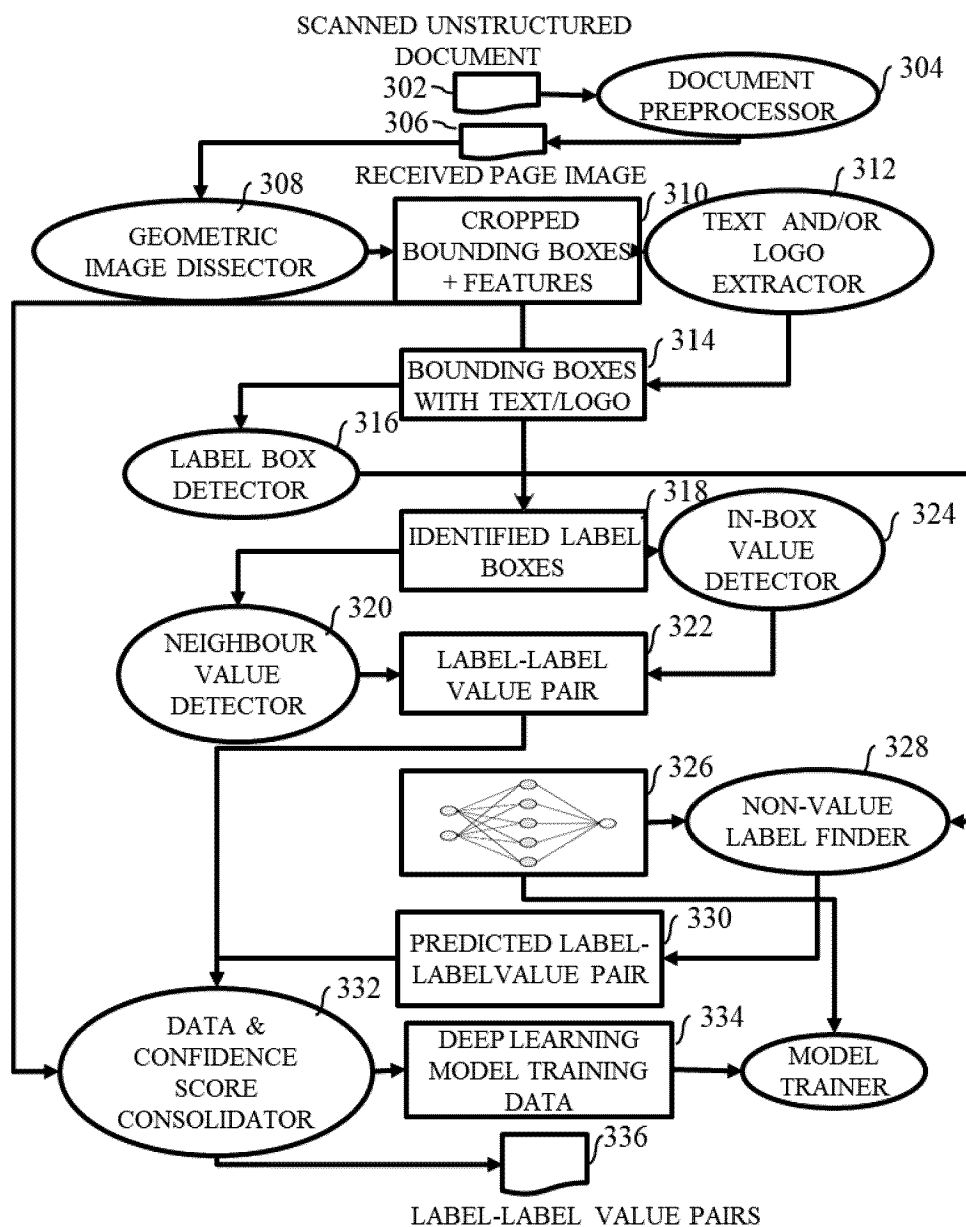 SCANNED UNSTRUCTURED
DOCUMENT
302
DOCUMENT
PREPROCESSOR
304
306
RECEIVED PAGE IMAGE
308
GEOMETRIC
IMAGE DISSECTOR
310
CROPPED
BOUNDING BOXES
+ FEATURES
312
TEXT AND/OR
LOGO
EXTRACTOR
314
BOUNDING BOXES
WITH TEXT/LOGO
316
LABEL BOX
DETECTOR
318
IDENTIFIED LABEL
BOXES
324
IN-BOX
VALUE
DETECTOR
320
NEIGHBOUR
VALUE
DETECTOR
322
LABEL-LABEL
VALUE PAIR
326
328
NON-VALUE
LABEL FINDER
330
PREDICTED LABEL-
LABELVALUE PAIR
332
DATA &
CONFIDENCE
SCORE
CONSOLIDATOR
334
DEEP LEARNING
MODEL TRAINING
DATA
MODEL
TRAINER
336
LABEL-LABEL VALUE PAIRS